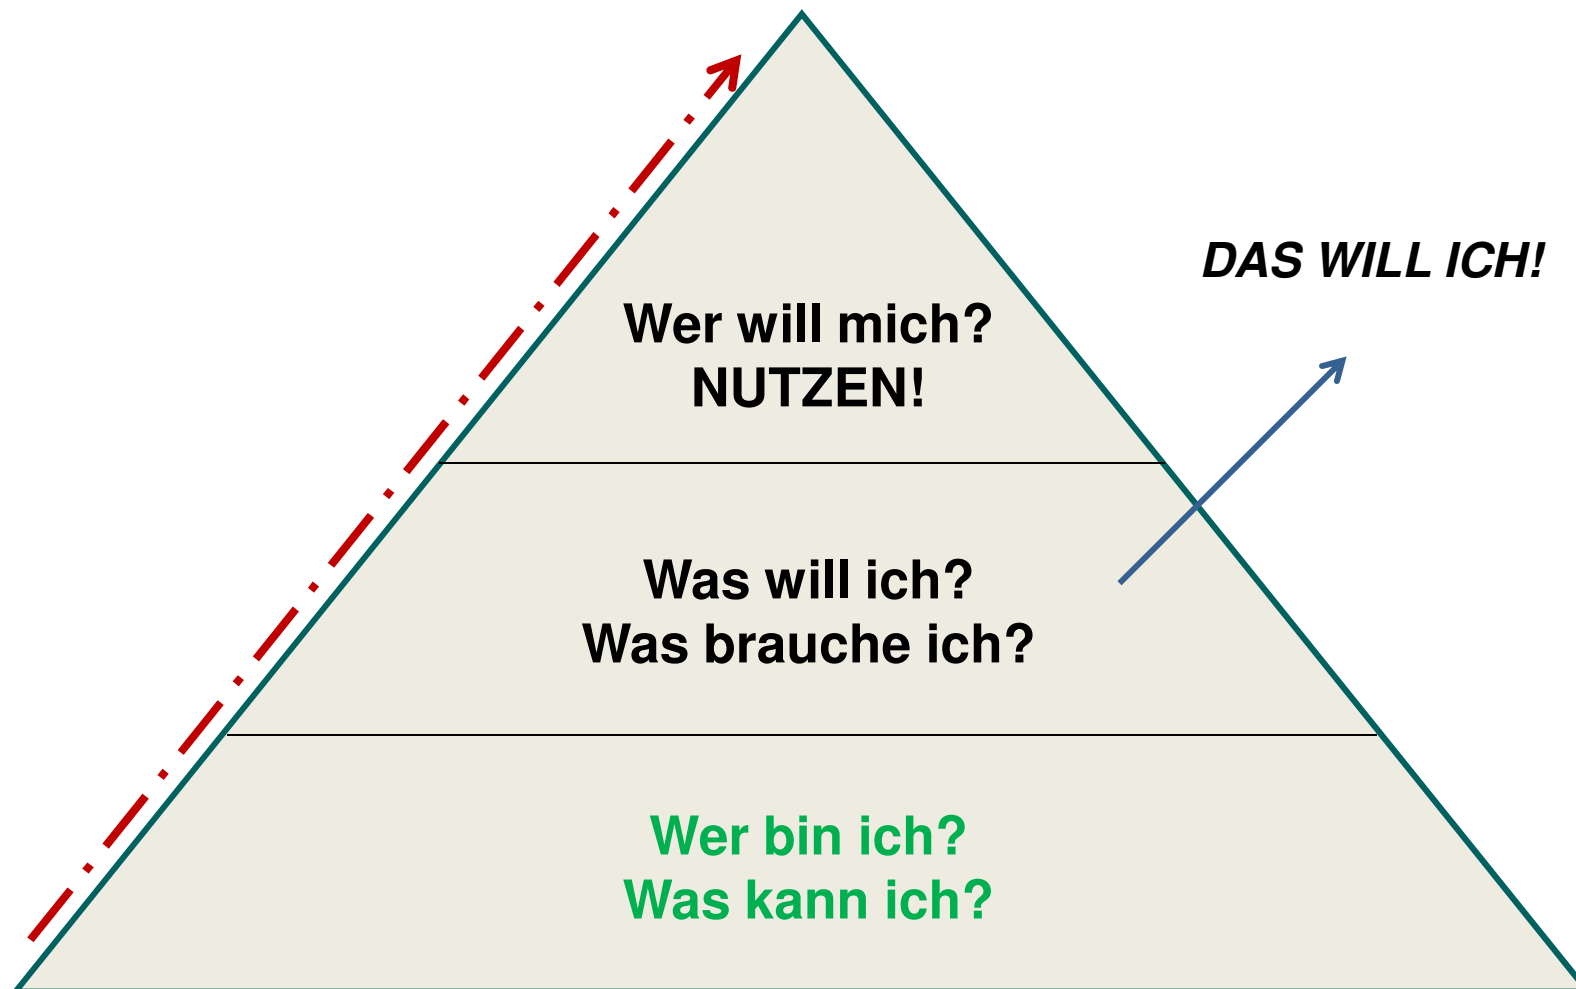 DAS WILL ICH!
Wer will mich?
NUTZEN!
Was will ich?
Was brauche ich?
Wer bin ich?
Was kann ich?